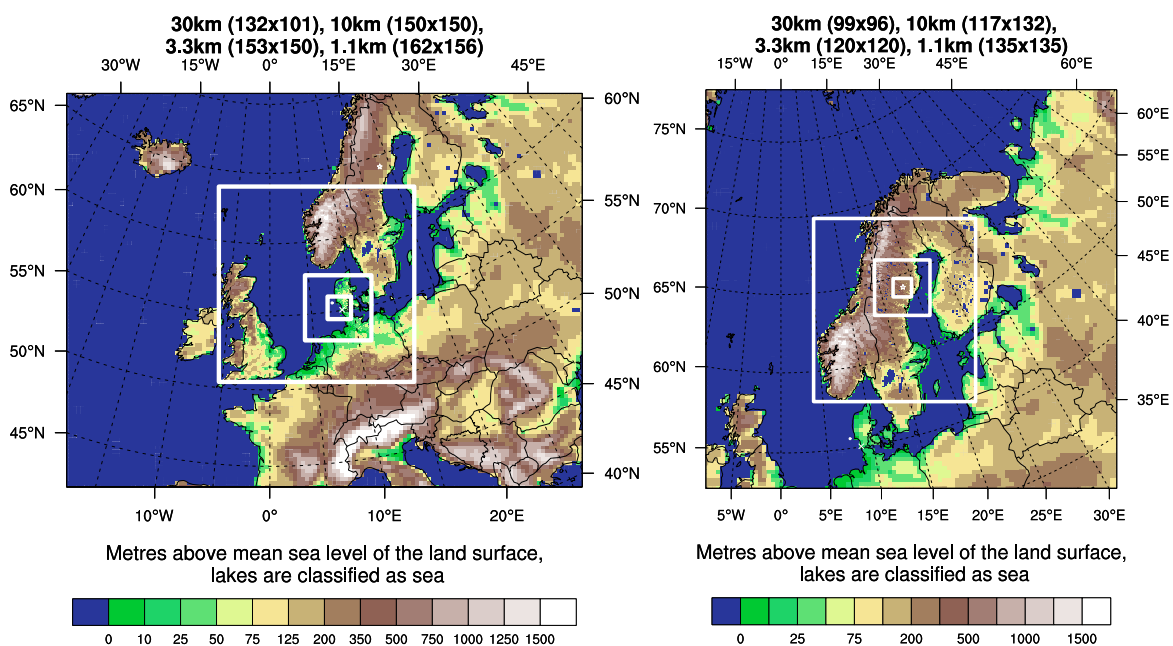 30km (132x101), 10km (150x150),
3.3km (153x150), 1.1km (162x156)
30°W 15°W 0° 15°E 30°E 45°E
65°N
60°N
55°N
50°N
45°N
60°N
55°N
50°N
45°N
40°N
10°W 0° 10°E 20°E
Metres above mean sea level of the land surface,
lakes are classified as sea
0 10 25 50 75 125 200 350 500 750 1000 1250 1500
30km (99x96), 10km (117x132),
3.3km (120x120), 1.1km (135x135)
15°W 0° 15°E 30°E 45°E 60°E
75°N
70°N
65°N
60°N
55°N
60°E
55°E
50°E
45°E
40°E
35°E
5°W 0° 5°E 10°E 15°E 20°E 25°E 30°E
Metres above mean sea level of the land surface,
lakes are classified as sea
0 25 75 200 500 1000 1500